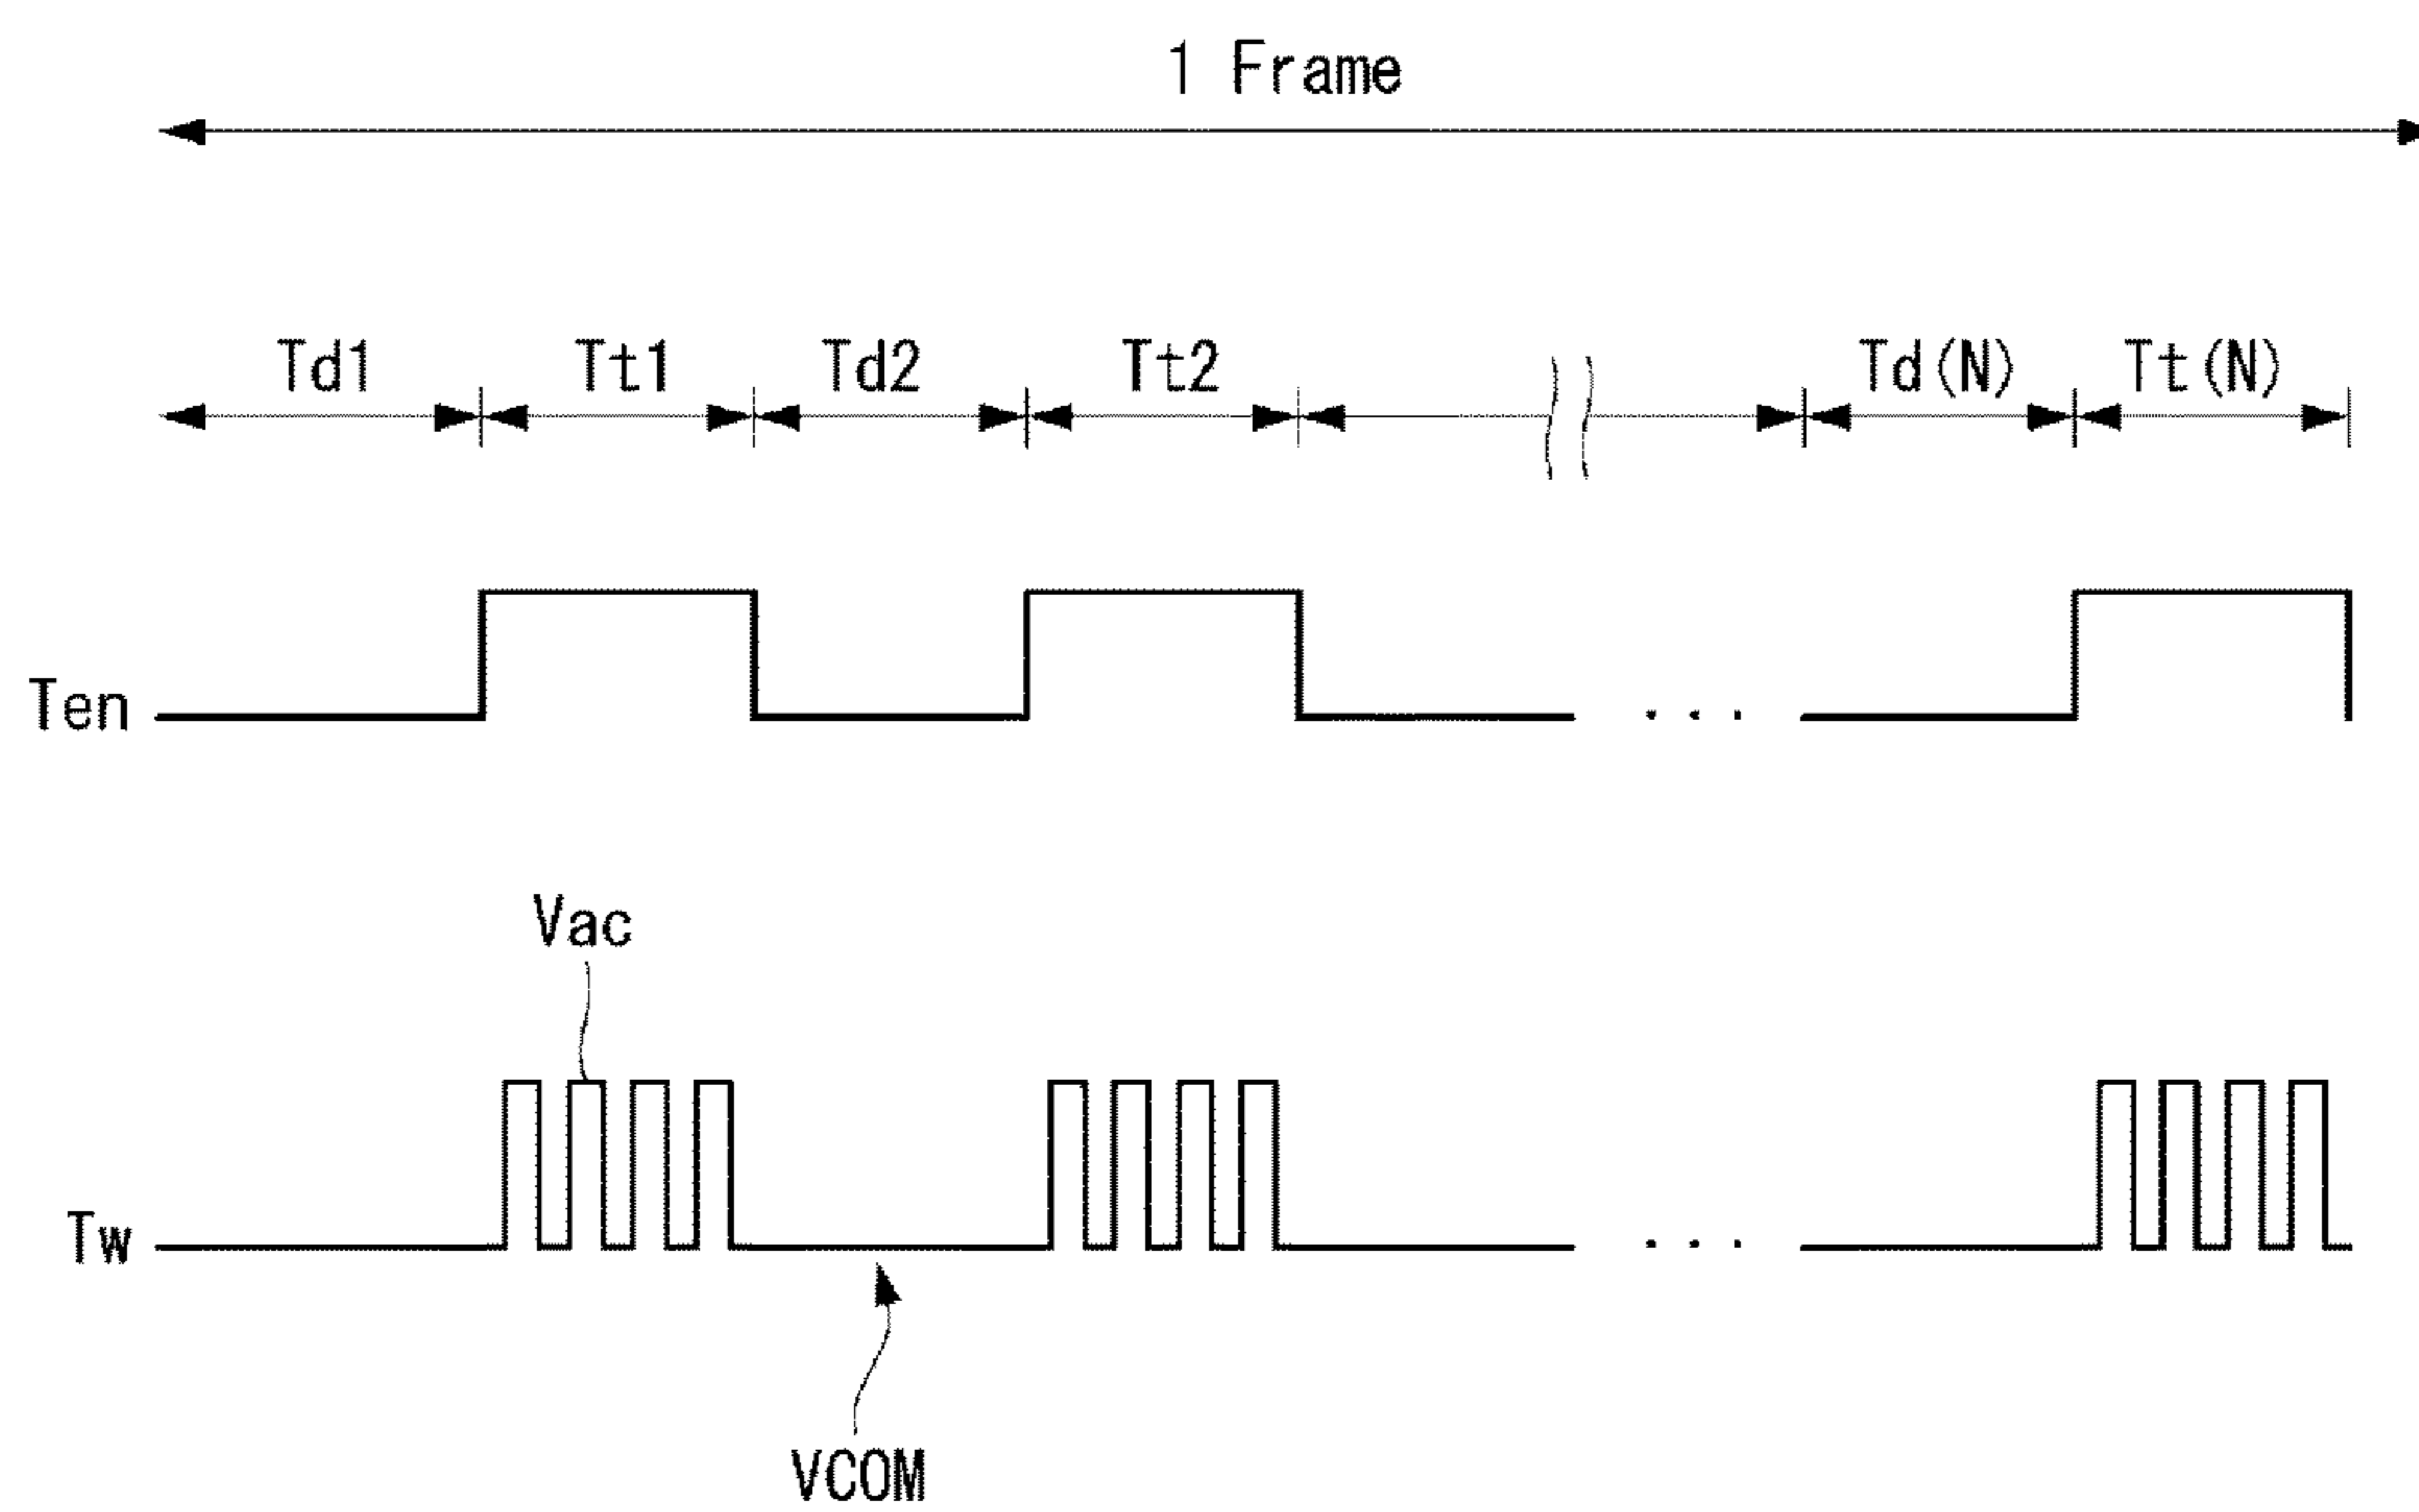 1 Frame
Td1 Tt1 Td2 Tt2 Td(N) Tt(N)
Ten
Vac
Tw
VCOM